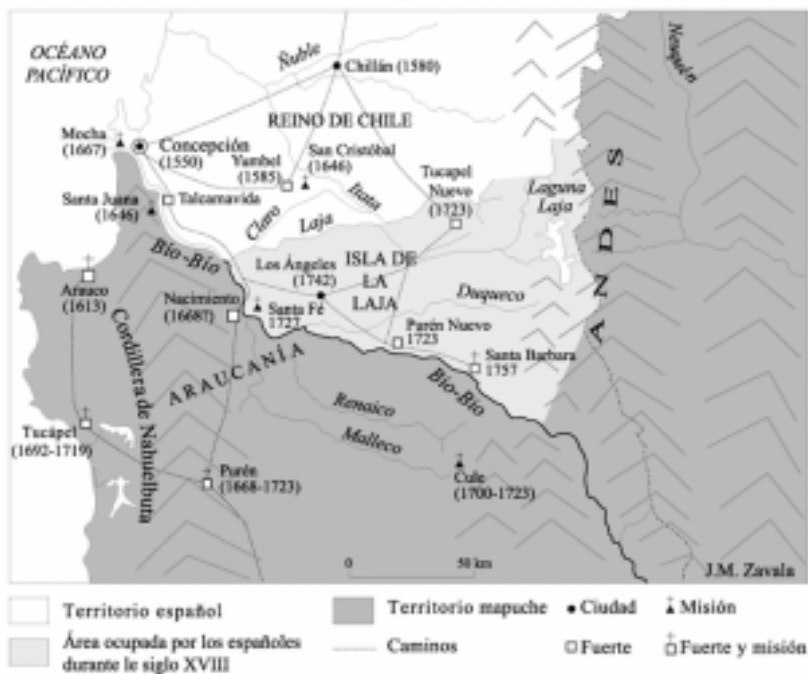 OCÉANO
PACÍFICO
Ñuble
Chillán (1580)
Neuquén
REINO DE CHILE
Mocha
(1667)
Concepción
(1550)
Yumbel
(1585)
San Cristóbal
(1646)
Itata
Tucapel
Nuevo
(1723)
Laguna
Laja
Santa Juana
(1646)
Talcamavida
Claro
Laja
ANDES
Bío-Bío
Los Ángeles
(1742)
ISLA DE
LA
LAJA
Duqueco
Arauco
(1613)
Nacimiento
(1668?)
Santa Fé
1727
Purén Nuevo
1723
Santa Barbara
1757
Cordillera de Nahuelbuta
ARAUCANÍA
Bío-Bío
Renaico
Malleco
Tucápel
(1692-1719)
Purén
(1668-1723)
Cule
(1700-1723)
0 50 km
J.M. Zavala
Territorio español
Territorio mapuche
Ciudad
Misión
Área ocupada por los españoles
durante le siglo XVIII
Caminos
Fuerte
Fuerte y misión